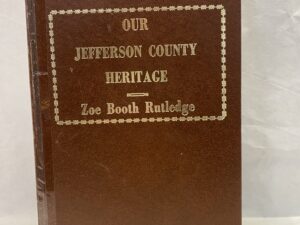 OUR
JEFFERSON COUNTY
HERITAGE
Zoe Booth Rutledge